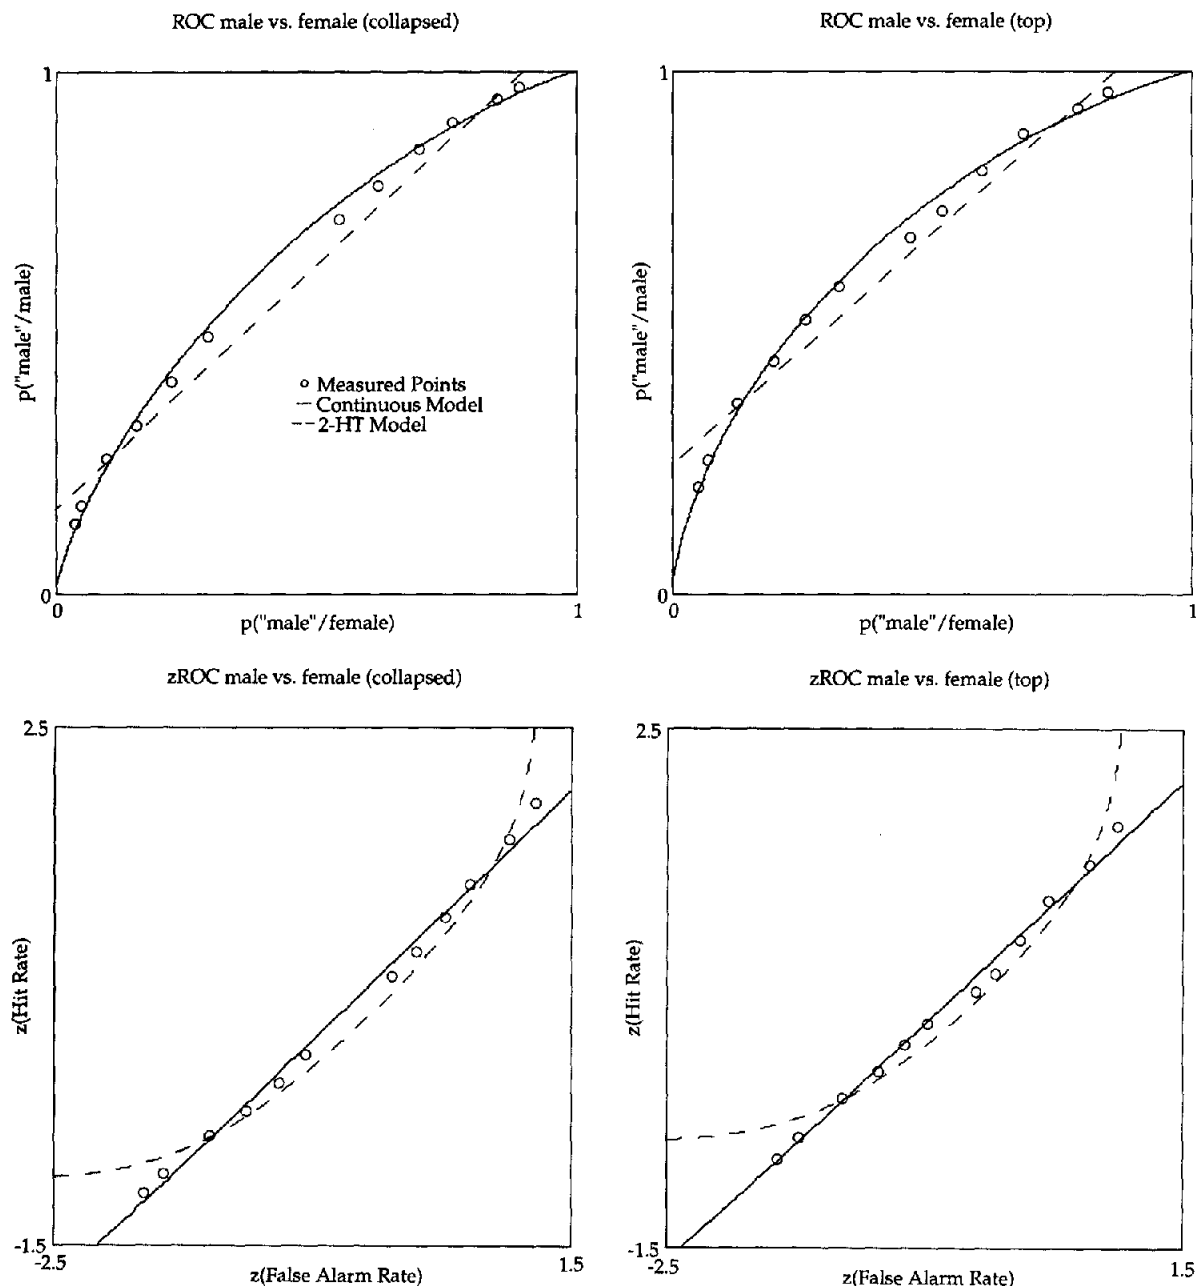 ROC male vs. female (collapsed)
1
p("male"/male)
o Measured Points
— Continuous Model
-- 2-HT Model
0
0
1
p("male"/female)
ROC male vs. female (top)
1
p("male"/male)
0
0
1
p("male"/female)
zROC male vs. female (collapsed)
2.5
z(Hit Rate)
-1.5
-2.5
1.5
z(False Alarm Rate)
zROC male vs. female (top)
2.5
z(Hit Rate)
-1.5
-2.5
1.5
z(False Alarm Rate)